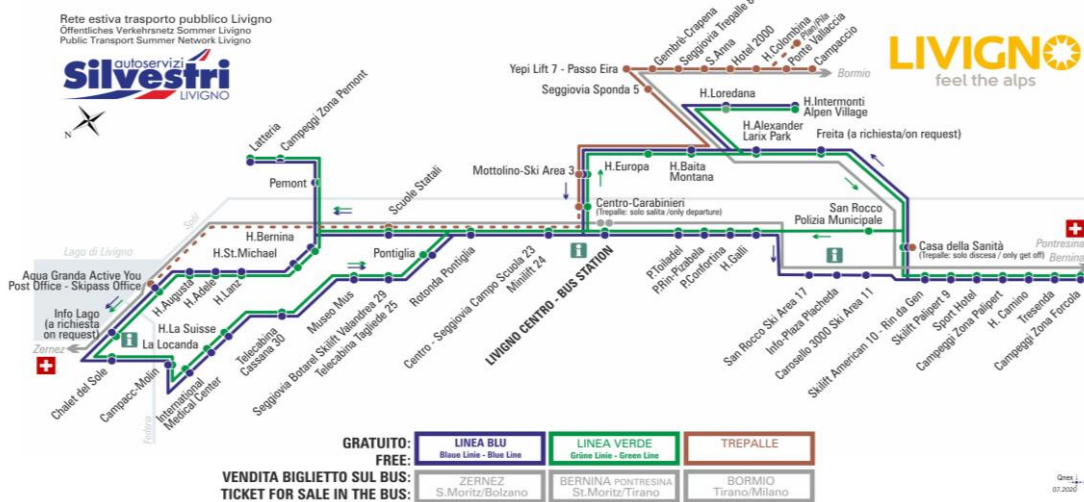 Rete estiva trasporto pubblico Livigno
Öffentliches Verkehrsnetz Sommer Livigno
Public Transport Summer Network Livigno
autoservizi
Silvestri
LIVIGNO
N
LIVIGNO
feel the alps
Yepi Lift 7 - Passo Eira
Gembrè-Crapena
Seggiovia Trepalle
S.Anna
Hotel 2000
H.Colombina
Plan/Pila
Ponte Vallaccia
Campaccio
Bormio
Seggiovia Sponda 5
H.Loredana
H.Intermonti
Alpen Village
H.Alexander
Larix Park
Freita (a richiesta/on request)
Mottolino-Ski Area 3
H.Europa
H.Baita
Montana
Centro-Carabinieri
(Trepalle: solo salita /only departure)
San Rocco
Polizia Municipale
Casa della Sanità
(Trepalle: solo discesa / only get off)
Pontresina
Bernina
Latteria
Campeggi Zona Pemont
Pemont
Scuole Statali
Spöl
Lago di Livigno
H.Bernina
H.St.Michael
Pontiglia
Aqua Granda Active You
Post Office - Skipass Office
H.Augusta
H.Adele
H.Lanz
Info Lago
(a richiesta
on request)
Zernez
H.La Suisse
La Locanda
Chalet del Sole
Campacc-Molin
Federia
International
Medical Center
Telecabina
Cassana 30
Museo Mus
Seggiovia Botarel Skilift Valandrea 29
Telecabina Tagliede 25
Rotonda Pontiglia
Centro - Seggiovia Campo Scuola 23
Minilift 24
i
LIVIGNO CENTRO - BUS STATION
P.Toiladel
P.Rin-Pizabela
P.Confortina
H.Galli
i
San Rocco Ski Area 17
Info-Plaza Placheda
Carosello 3000 Ski Area 11
Skilift American 10 - Rin da Gen
Skilift Palipert 9
Sport Hotel
Campeggi Zona Palipert
H. Camino
Tresenda
Campeggi Zona Forcola
i
GRATUITO:
FREE:
LINEA BLU
Blaue Linie - Blue Line
LINEA VERDE
Grüne Linie - Green Line
TREPALLE
VENDITA BIGLIETTO SUL BUS:
TICKET FOR SALE IN THE BUS:
ZERNEZ
S.Moritz/Bolzano
BERNINA PONTRESINA
St.Moritz/Tirano
BORMIO
Tirano/Milano
Qnex
07.2020